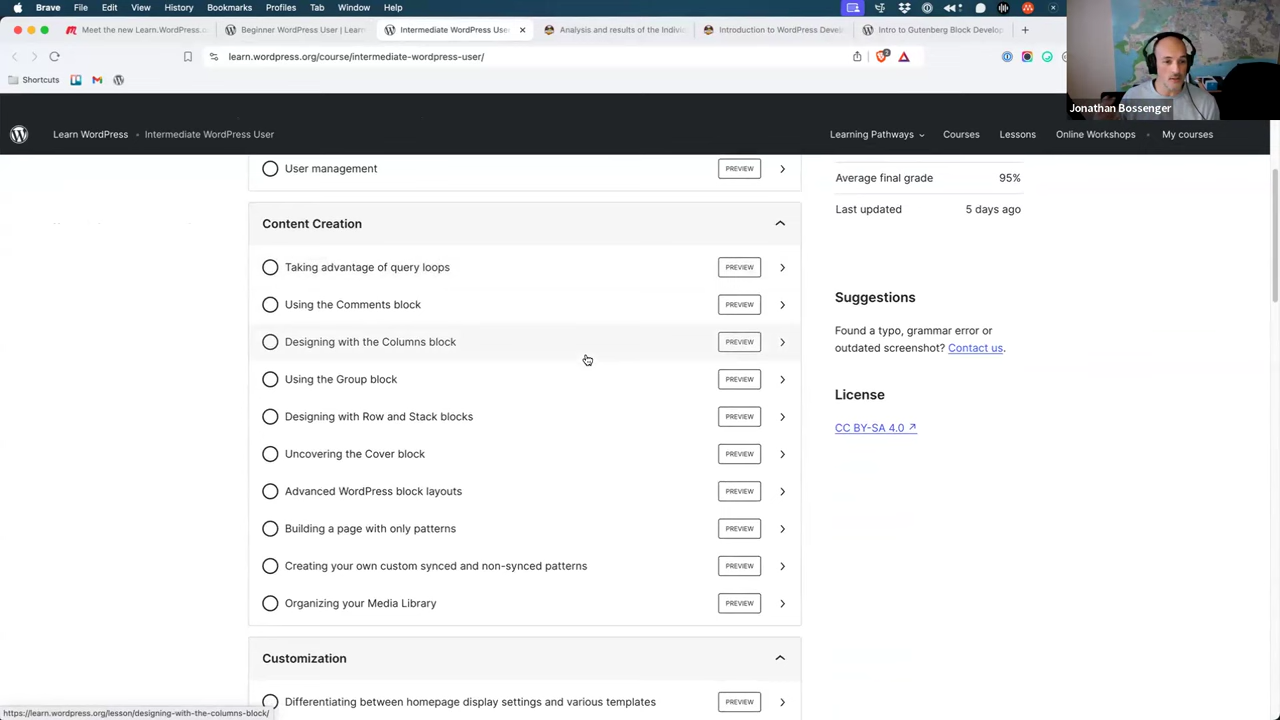 Brave File Edit View History Bookmarks Profiles Tab Window Help
Meet the new Learn.WordPress.o
Beginner WordPress User | Learn
Intermediate WordPress User
Analysis and results of the Individ
Introduction to WordPress Develo
Intro to Gutenberg Block Develop
learn.wordpress.org/course/intermediate-wordpress-user/
Shortcuts
Jonathan Bossenger
Learn WordPress • Intermediate WordPress User
Learning Pathways Courses Lessons Online Workshops • My courses
User management PREVIEW
Average final grade 95%
Last updated 5 days ago
Content Creation
Taking advantage of query loops PREVIEW
Using the Comments block PREVIEW
Designing with the Columns block PREVIEW
Using the Group block PREVIEW
Designing with Row and Stack blocks PREVIEW
Uncovering the Cover block PREVIEW
Advanced WordPress block layouts PREVIEW
Building a page with only patterns PREVIEW
Creating your own custom synced and non-synced patterns PREVIEW
Organizing your Media Library PREVIEW
Suggestions
Found a typo, grammar error or
outdated screenshot? Contact us.
License
CC BY-SA 4.0 ↗
Customization
Differentiating between homepage display settings and various templates PREVIEW
https://learn.wordpress.org/lesson/designing-with-the-columns-block/